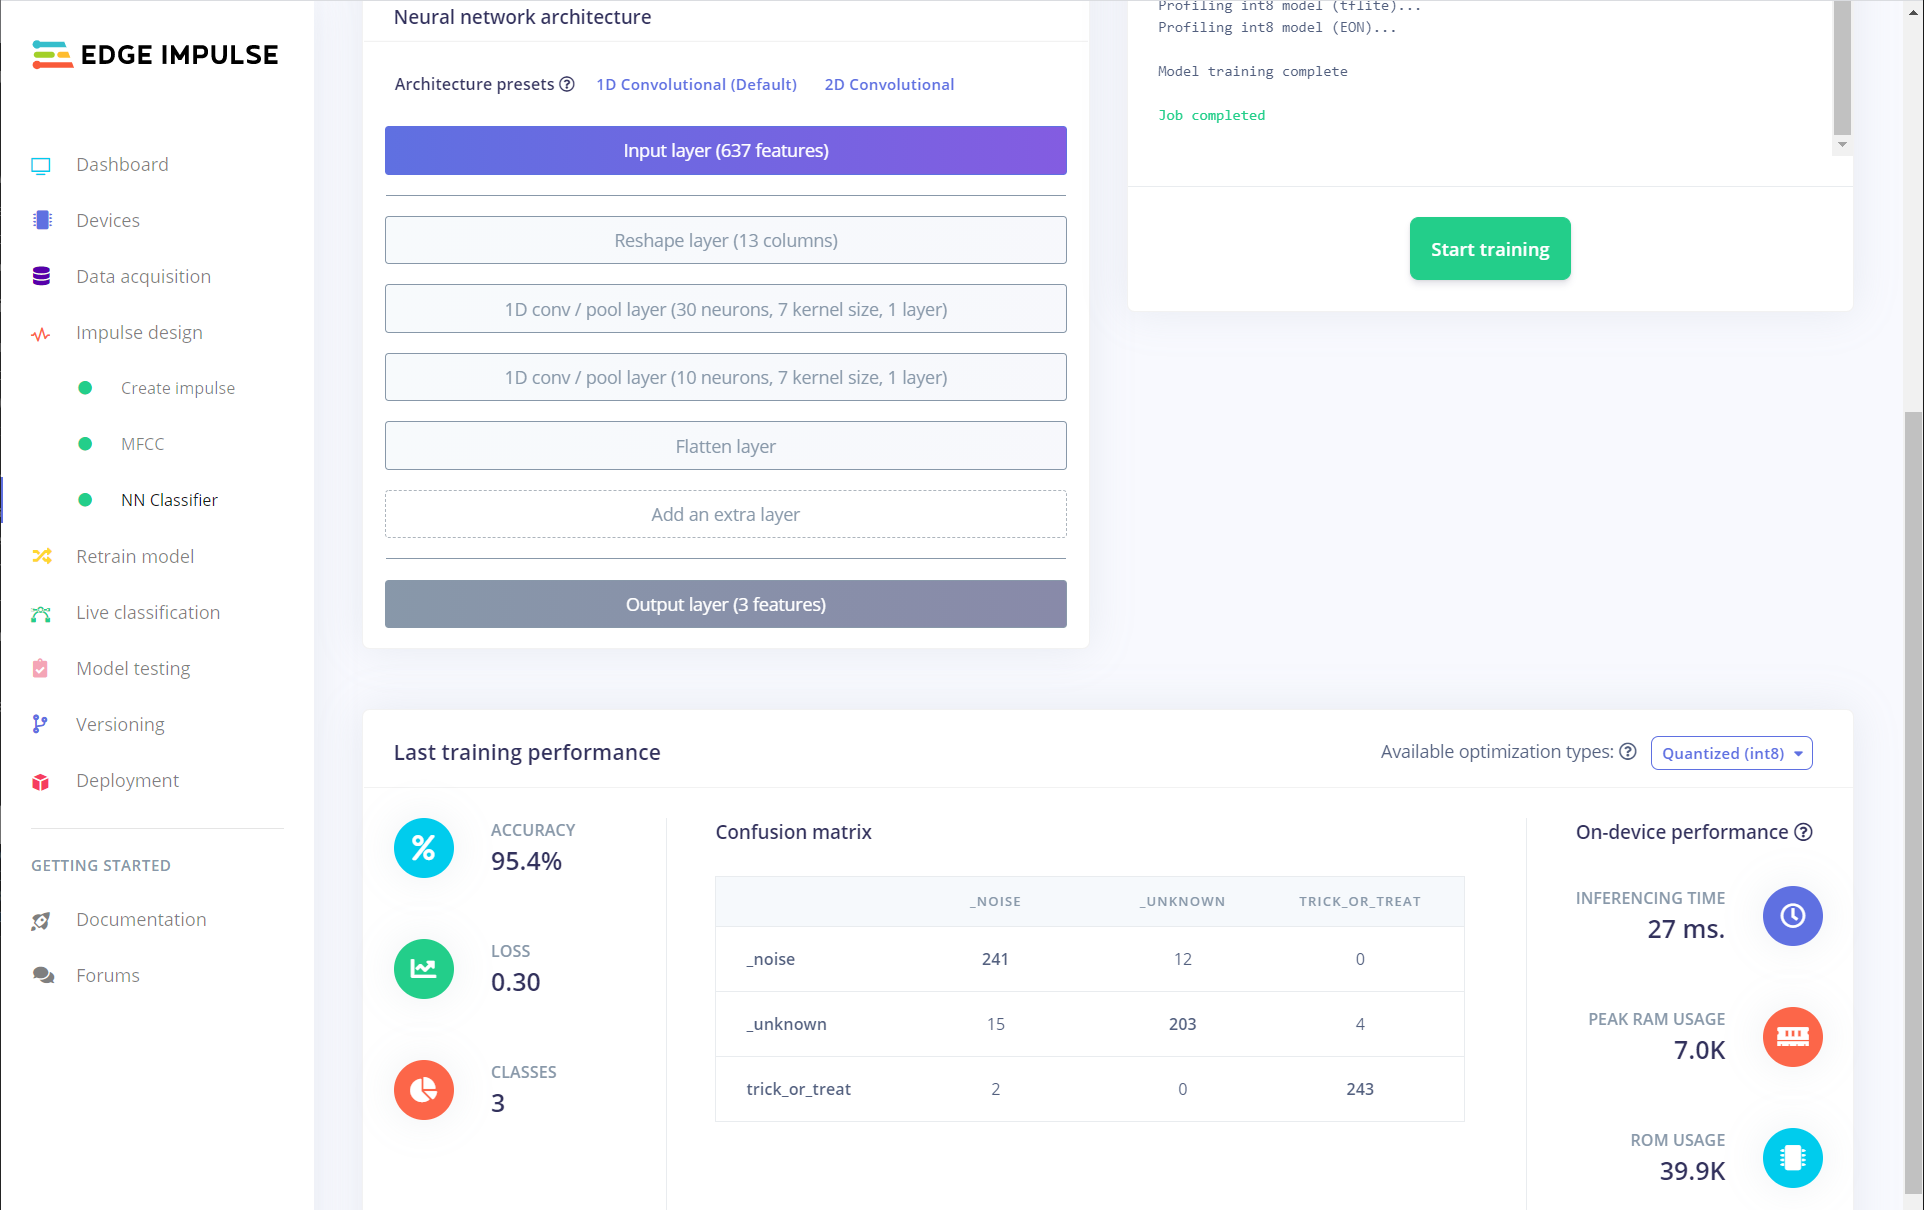 EDGE IMPULSE
Dashboard
Devices
Data acquisition
Impulse design
Create impulse
MFCC
NN Classifier
Retrain model
Live classification
Model testing
Versioning
Deployment
GETTING STARTED
Documentation
Forums
Neural network architecture
Architecture presets ? 1D Convolutional (Default) 2D Convolutional
Input layer (637 features)
Reshape layer (13 columns)
1D conv / pool layer (30 neurons, 7 kernel size, 1 layer)
1D conv / pool layer (10 neurons, 7 kernel size, 1 layer)
Flatten layer
Add an extra layer
Output layer (3 features)
Profiling int8 model (tflite)...
Profiling int8 model (EON)...
Model training complete
Job completed
Start training
Last training performance
Available optimization types: ? Quantized (int8)
%
ACCURACY
95.4%
LOSS
0.30
CLASSES
3
Confusion matrix
_NOISE _UNKNOWN TRICK_OR_TREAT
_noise 241 12 0
_unknown 15 203 4
trick_or_treat 2 0 243
On-device performance ?
INFERENCING TIME
27 ms.
PEAK RAM USAGE
7.0K
ROM USAGE
39.9K